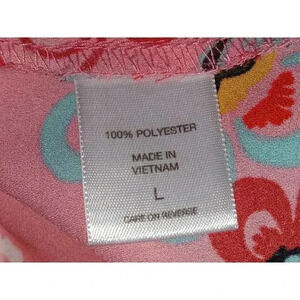 100% POLYESTER
MADE IN
VIETNAM
L
CARE ON REVERSE